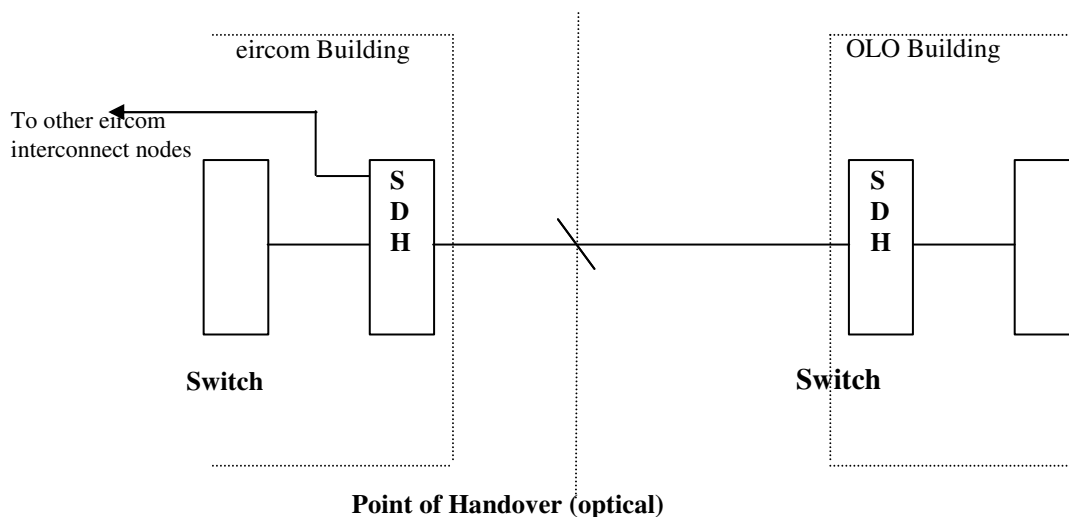 eircom Building
OLO Building
To other eircom
interconnect nodes
S
D
H
S
D
H
Switch
Switch
Point of Handover (optical)